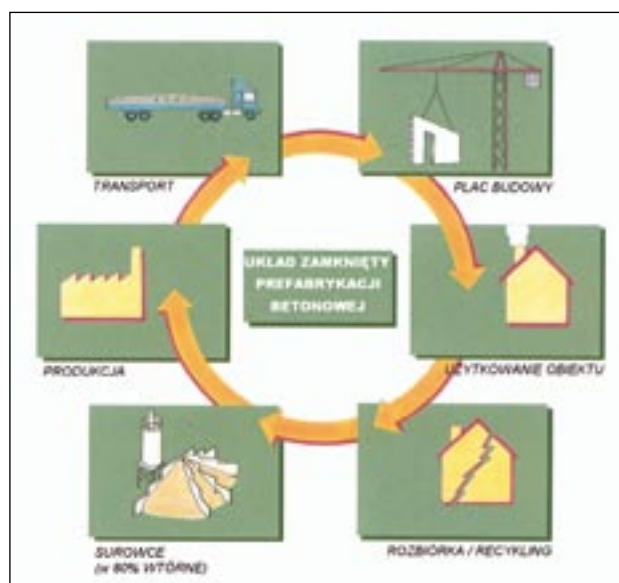 TRANSPORT
PLAC BUDOWY
UKŁAD ZAMKNIĘTY
PREFABRYKACJI
BETONOWEJ
PRODUKCJA
UŻYTKOWANIE OBIEKTU
SUROWCE
(w 80% WTÓRNE)
ROZBIÓRKA / RECYKLING